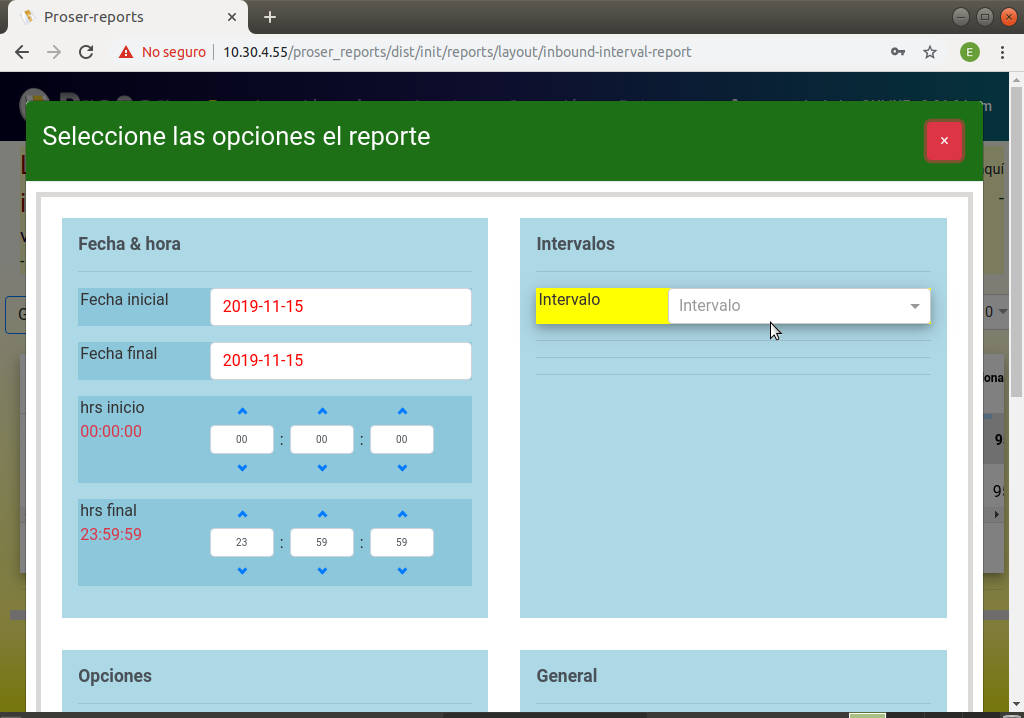 Proser-reports
No seguro
10.30.4.55/proser_reports/dist/init/reports/layout/inbound-interval-report
E
Seleccione las opciones el reporte
×
Fecha & hora
Fecha inicial
2019-11-15
Fecha final
2019-11-15
hrs inicio
00:00:00
00 : 00 : 00
hrs final
23:59:59
23 : 59 : 59
Intervalos
Intervalo
Intervalo
Opciones
General